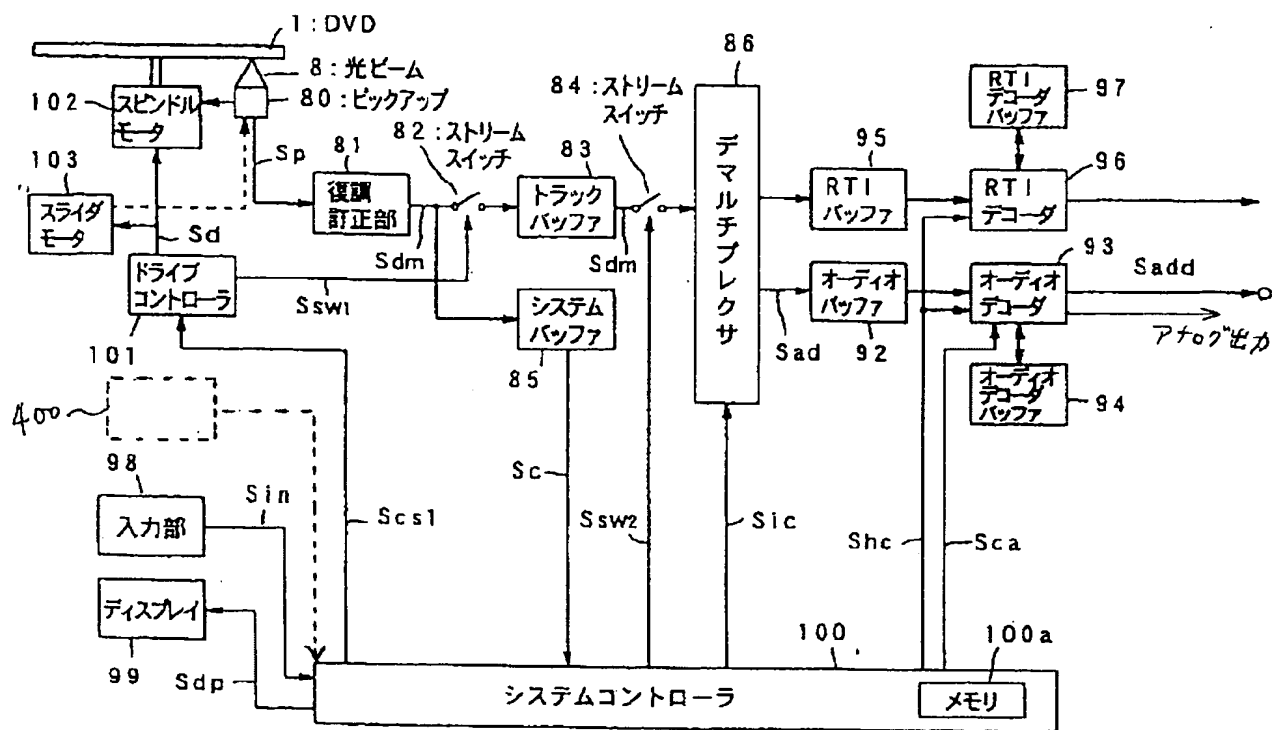 1:DVD
8:光ビーム
80:ピックアップ
102
スピンドル
モータ
103
スライダ
モータ
Sd
Sp
81
復調
訂正部
Sdm
82:ストリーム
スイッチ
83
トラック
バッファ
Sdm
84:ストリーム
スイッチ
86
デマルチプレクサ
95
RTI
バッファ
97
RTI
デコーダ
バッファ
96
RTI
デコーダ
93
オーディオ
デコーダ
Sadd
アナログ出力
オーディオ
バッファ
92
Sad
オーディオ
デコーダ
バッファ
94
ドライブ
コントローラ
101
Ssw1
システム
バッファ
85
400
98
入力部
Sin
ディスプレイ
99
Sdp
Scs1
Sc
Ssw2
Sic
Shc
Sca
100
100a
システムコントローラ
メモリ